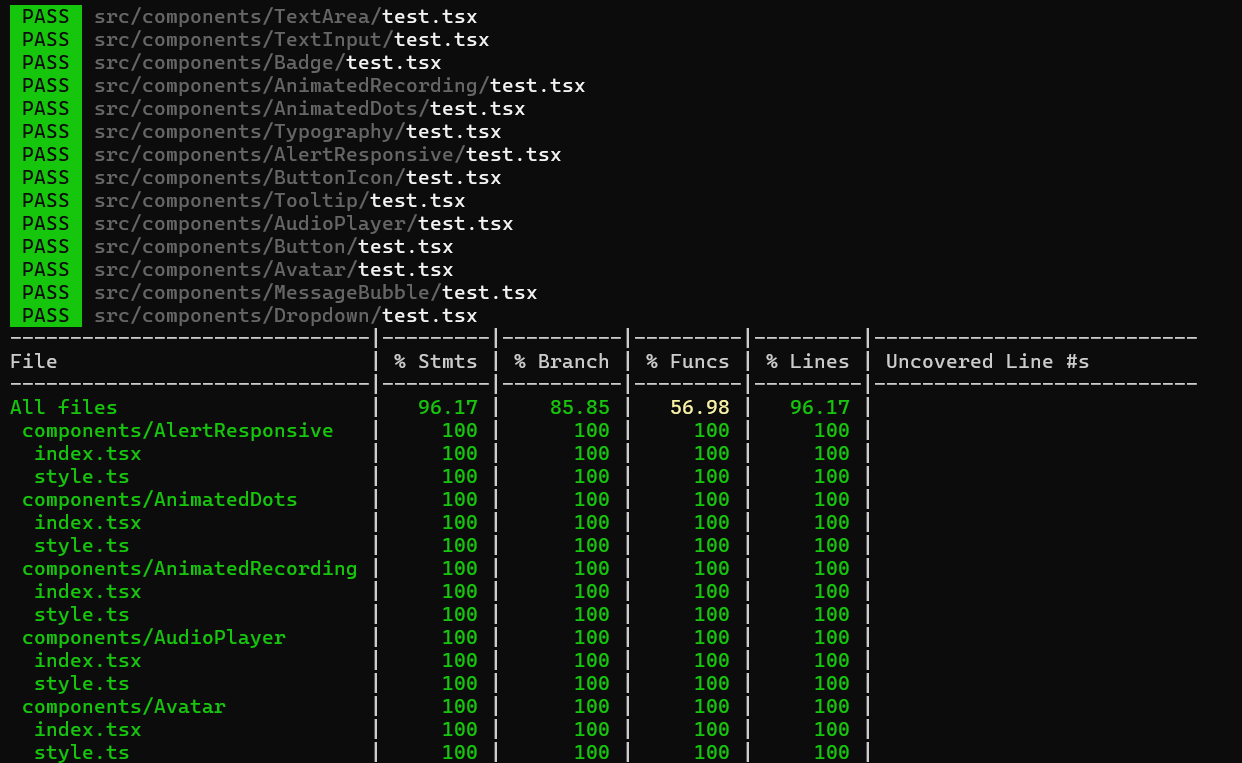 PASS src/components/TextArea/test.tsx
PASS src/components/TextInput/test.tsx
PASS src/components/Badge/test.tsx
PASS src/components/AnimatedRecording/test.tsx
PASS src/components/AnimatedDots/test.tsx
PASS src/components/Typography/test.tsx
PASS src/components/AlertResponsive/test.tsx
PASS src/components/ButtonIcon/test.tsx
PASS src/components/Tooltip/test.tsx
PASS src/components/AudioPlayer/test.tsx
PASS src/components/Button/test.tsx
PASS src/components/Avatar/test.tsx
PASS src/components/MessageBubble/test.tsx
PASS src/components/Dropdown/test.tsx
------------------------------|---------|----------|---------|---------|---------------------------
File                          | % Stmts | % Branch | % Funcs | % Lines | Uncovered Line #s
------------------------------|---------|----------|---------|---------|---------------------------
All files                     |   96.17 |    85.85 |   56.98 |   96.17 |
 components/AlertResponsive   |     100 |      100 |     100 |     100 |
  index.tsx                   |     100 |      100 |     100 |     100 |
  style.ts                    |     100 |      100 |     100 |     100 |
 components/AnimatedDots      |     100 |      100 |     100 |     100 |
  index.tsx                   |     100 |      100 |     100 |     100 |
  style.ts                    |     100 |      100 |     100 |     100 |
 components/AnimatedRecording |     100 |      100 |     100 |     100 |
  index.tsx                   |     100 |      100 |     100 |     100 |
  style.ts                    |     100 |      100 |     100 |     100 |
 components/AudioPlayer       |     100 |      100 |     100 |     100 |
  index.tsx                   |     100 |      100 |     100 |     100 |
  style.ts                    |     100 |      100 |     100 |     100 |
 components/Avatar            |     100 |      100 |     100 |     100 |
  index.tsx                   |     100 |      100 |     100 |     100 |
  style.ts                    |     100 |      100 |     100 |     100 |